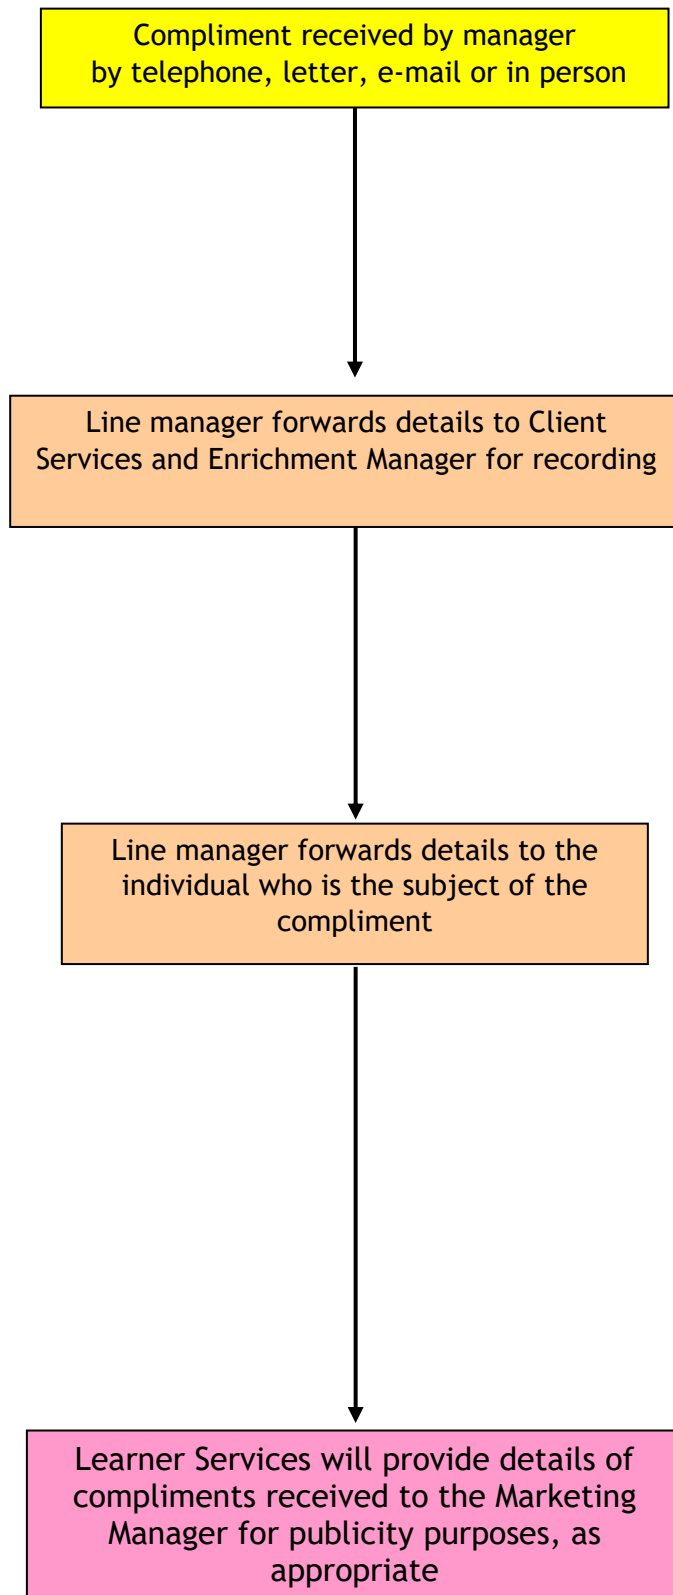 Compliment received by manager
by telephone, letter, e-mail or in person
Line manager forwards details to Client
Services and Enrichment Manager for recording
Line manager forwards details to the
individual who is the subject of the
compliment
Learner Services will provide details of
compliments received to the Marketing
Manager for publicity purposes, as
appropriate